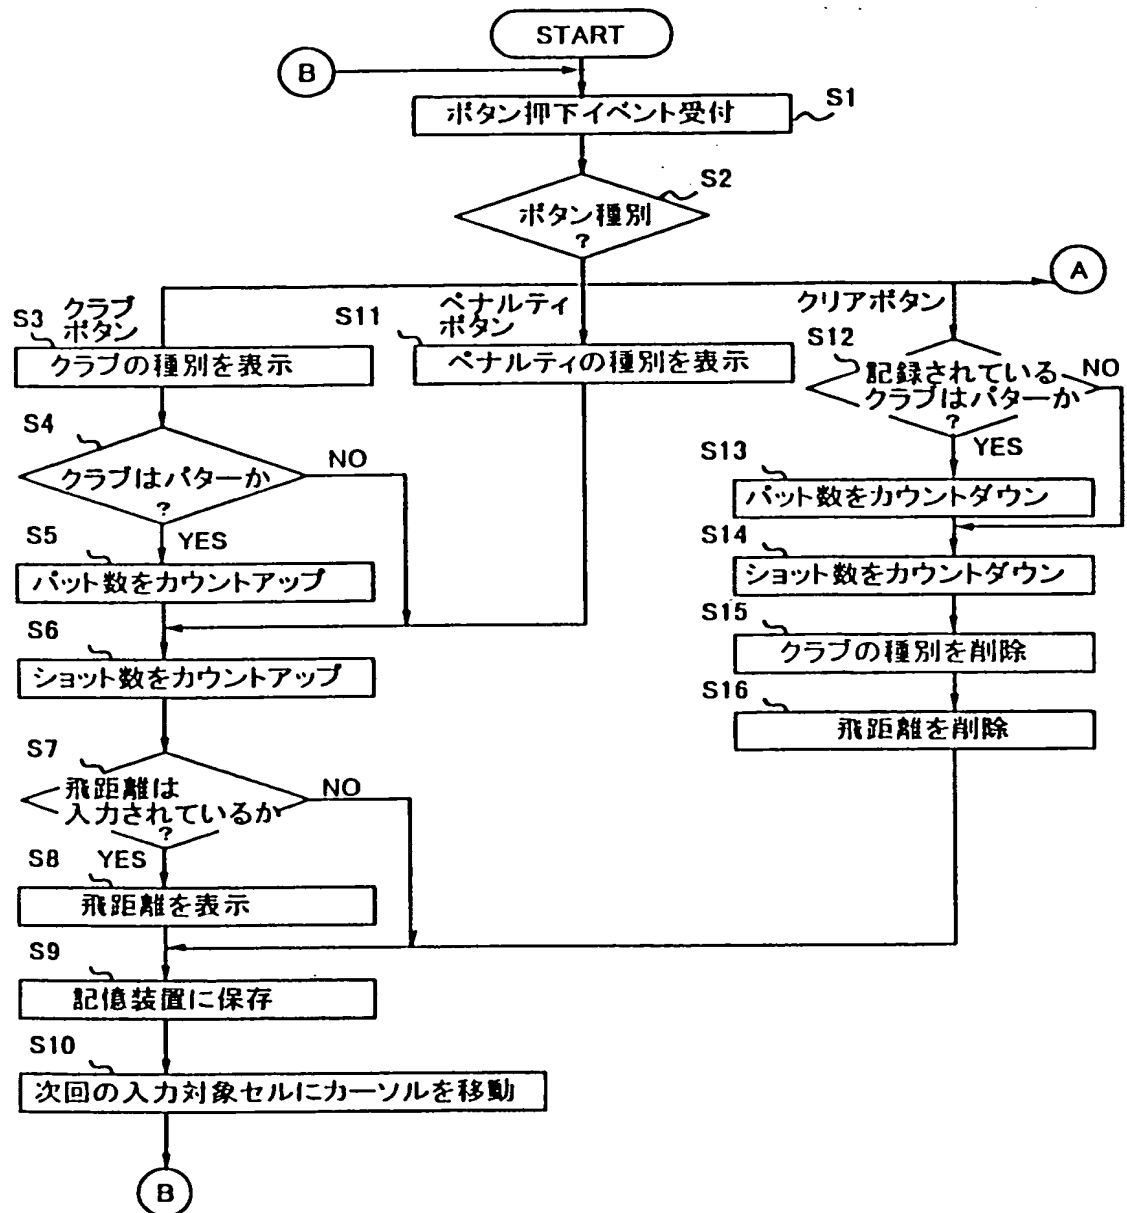 START
B
S1
ボタン押下イベント受付
S2
ボタン種別
?
A
クラブ
ボタン
ペナルティ
ボタン
クリアボタン
S3
クラブの種別を表示
S11
ペナルティの種別を表示
S12
記録されている
クラブはパターか
?
NO
YES
S4
クラブはパターか
?
NO
YES
S13
パット数をカウントダウン
S5
パット数をカウントアップ
S14
ショット数をカウントダウン
S6
ショット数をカウントアップ
S15
クラブの種別を削除
S16
飛距離を削除
S7
飛距離は
入力されているか
?
NO
YES
S8
飛距離を表示
S9
記憶装置に保存
S10
次回の入力対象セルにカーソルを移動
B